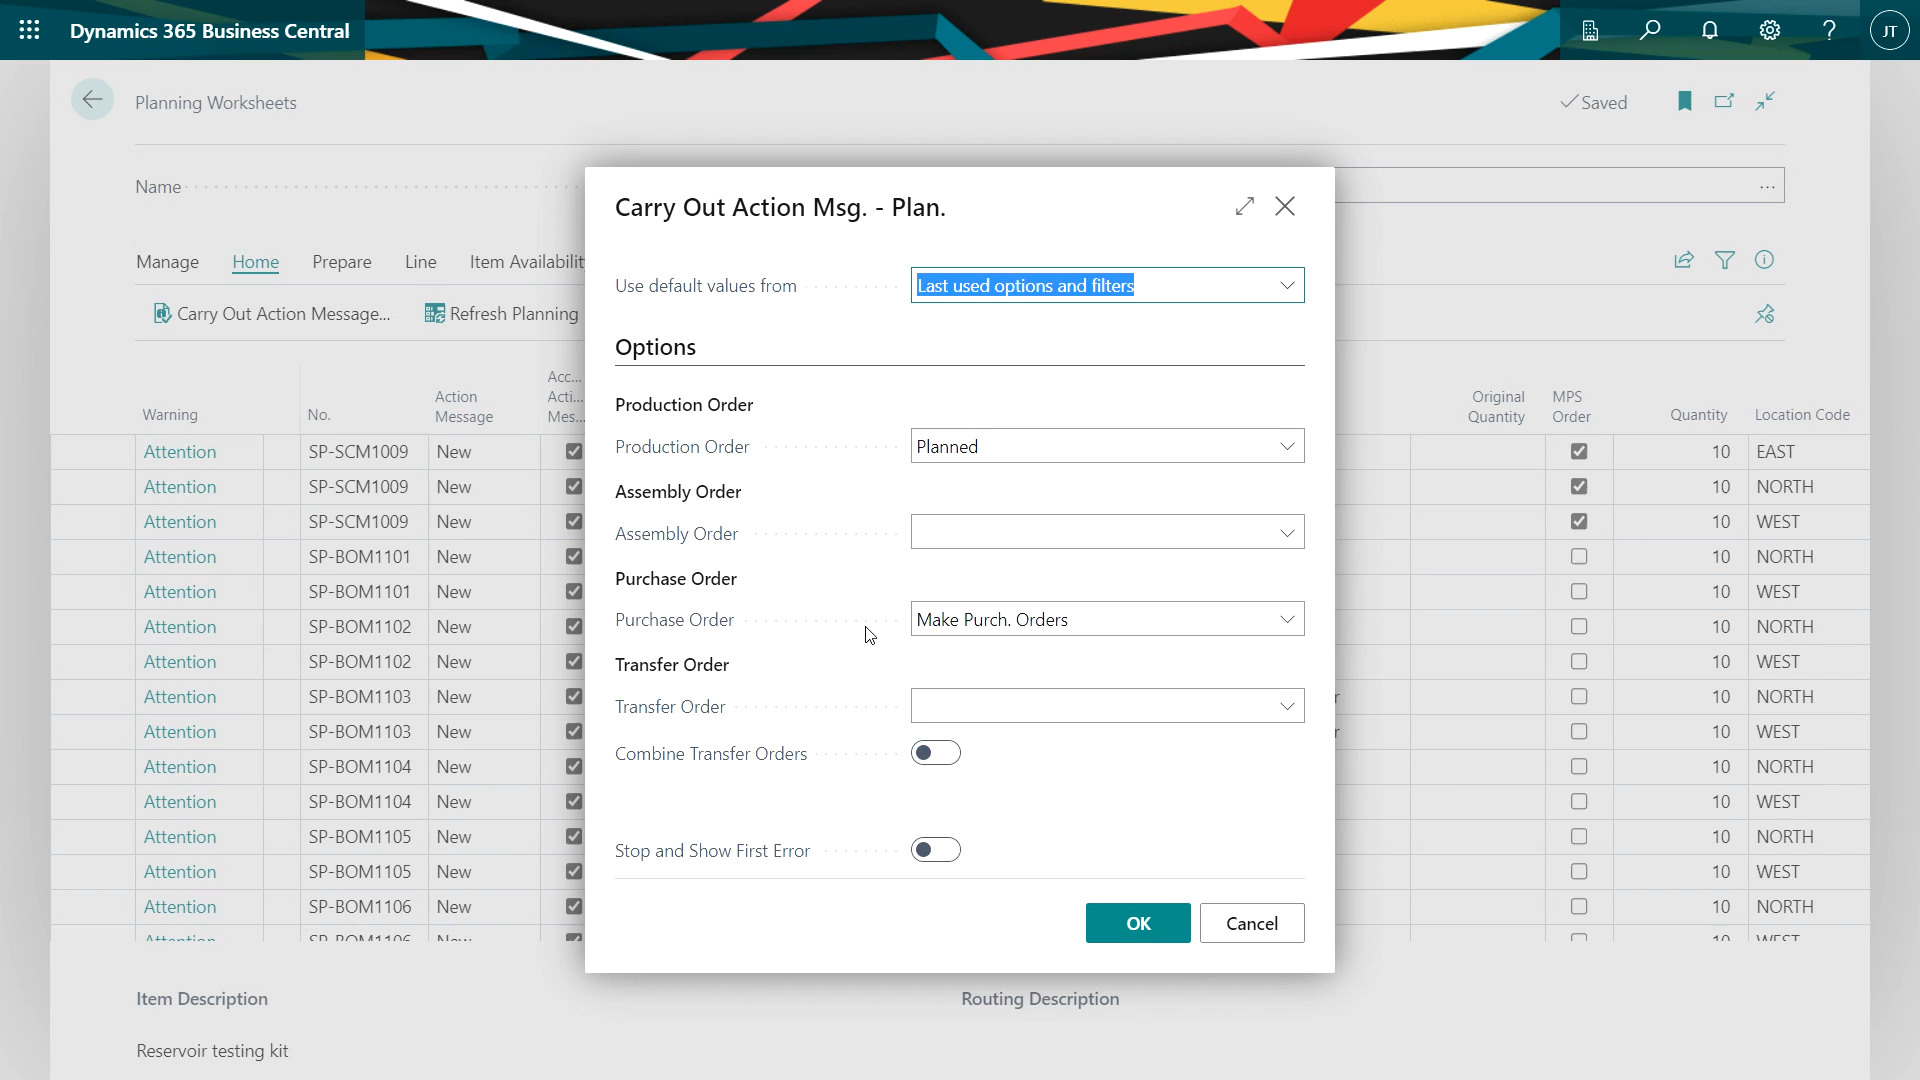 Dynamics 365 Business Central
JT
Planning Worksheets
Saved
Name
...
Manage Home Prepare Line Item Availabilit
Carry Out Action Message... Refresh Planning
Carry Out Action Msg. - Plan.
Use default values from Last used options and filters
Options
Production Order
Production Order Planned
Assembly Order
Assembly Order
Purchase Order
Purchase Order Make Purch. Orders
Transfer Order
Transfer Order
Combine Transfer Orders
Stop and Show First Error
OK Cancel
Warning No. Action Message Acc... Acti... Mes... Original Quantity MPS Order Quantity Location Code
Attention SP-SCM1009 New 10 EAST
Attention SP-SCM1009 New 10 NORTH
Attention SP-SCM1009 New 10 WEST
Attention SP-BOM1101 New 10 NORTH
Attention SP-BOM1101 New 10 WEST
Attention SP-BOM1102 New 10 NORTH
Attention SP-BOM1102 New 10 WEST
Attention SP-BOM1103 New r 10 NORTH
Attention SP-BOM1103 New r 10 WEST
Attention SP-BOM1104 New 10 NORTH
Attention SP-BOM1104 New 10 WEST
Attention SP-BOM1105 New 10 NORTH
Attention SP-BOM1105 New 10 WEST
Attention SP-BOM1106 New 10 NORTH
Attention SP-BOM1106 New 10 WEST
Item Description Routing Description
Reservoir testing kit